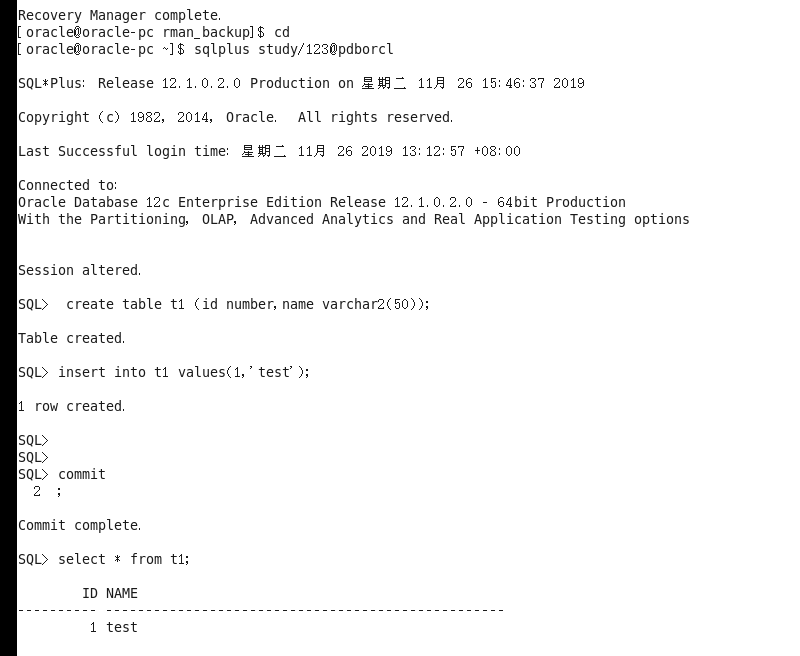 Recovery Manager complete.
[oracle@oracle-pc rman_backup]$ cd
[oracle@oracle-pc ~]$ sqlplus study/123@pdborcl
SQL*Plus: Release 12.1.0.2.0 Production on 星期二 11月 26 15:46:37 2019
Copyright (c) 1982, 2014, Oracle.  All rights reserved.
Last Successful login time: 星期二 11月 26 2019 13:12:57 +08:00
Connected to:
Oracle Database 12c Enterprise Edition Release 12.1.0.2.0 - 64bit Production
With the Partitioning, OLAP, Advanced Analytics and Real Application Testing options
Session altered.
SQL>  create table t1 (id number,name varchar2(50));
Table created.
SQL> insert into t1 values(1,'test');
1 row created.
SQL>
SQL>
SQL> commit
  2  ;
Commit complete.
SQL> select * from t1;
        ID NAME
---------- --------------------------------------------------
         1 test